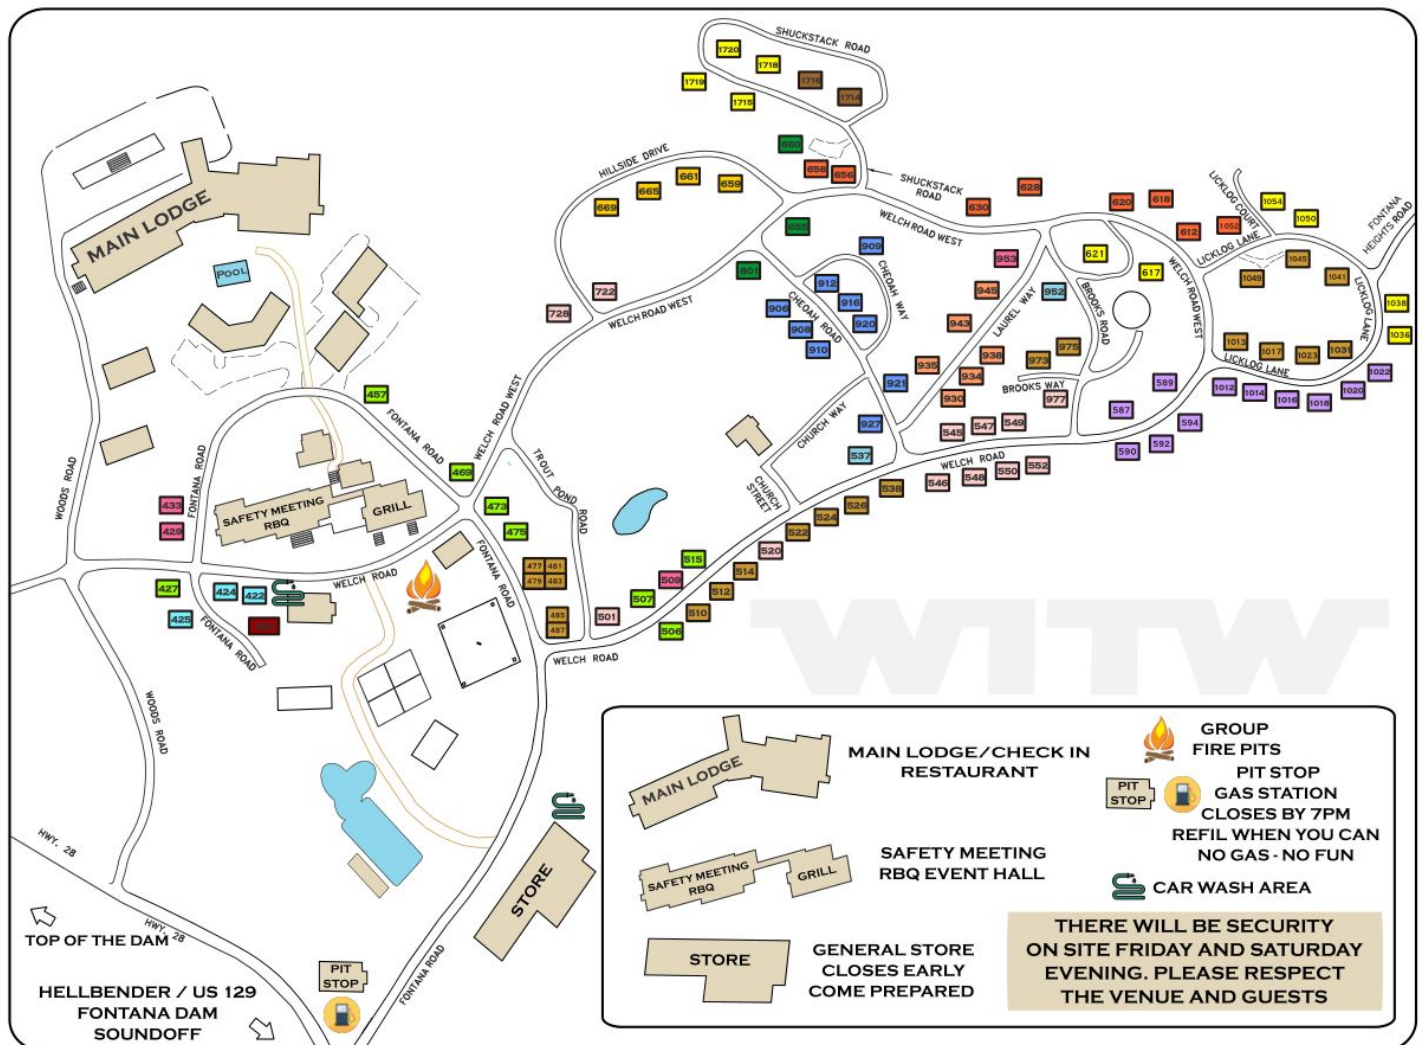 SHUCKSTACK ROAD
1720
1718
1719
1716
1715
1714
660
658
656
HILLSIDE DRIVE
661
659
665
669
SHUCKSTACK
ROAD
628
630
620
618
612
LICKLOG COURT
1054
1050
1052
FONTANA
HEIGHTS ROAD
WELCH ROAD WEST
LICKLOG LANE
MAIN LODGE
POOL
909
953
621
617
WELCH ROAD WEST
1045
1049
1041
LICKLOG LANE
1038
1036
801
912
906
916
908
920
910
CHEOAH WAY
CHEOAH ROAD
945
952
943
LAUREL WAY
BROOKS ROAD
722
728
WELCH ROAD WEST
935
938
934
930
973
975
BROOKS WAY
977
1013
1017
1023
1031
LICKLOG LANE
1022
1012
1014
1016
1018
1020
589
587
594
592
590
457
FONTANA ROAD
WELCH ROAD WEST
921
927
537
CHURCH WAY
CHURCH
STREET
545
547
549
WELCH ROAD
546
548
550
552
469
TROUT POND ROAD
WOODS ROAD
FONTANA ROAD
433
429
SAFETY MEETING
RBQ
GRILL
473
475
538
526
524
522
520
514
512
510
515
509
507
506
501
477
481
479
483
485
487
FONTANA ROAD
WELCH ROAD
427
424
422
425
FONTANA ROAD
WELCH ROAD
WITW
WOODS ROAD
HWY. 28
HWY. 28
TOP OF THE DAM
HELLBENDER / US 129
FONTANA DAM
SOUNDOFF
PIT
STOP
STORE
FONTANA ROAD
MAIN LODGE
MAIN LODGE/CHECK IN
RESTAURANT
GROUP
FIRE PITS
PIT
STOP
PIT STOP
GAS STATION
CLOSES BY 7PM
REFIL WHEN YOU CAN
NO GAS - NO FUN
SAFETY MEETING
RBQ
GRILL
SAFETY MEETING
RBQ EVENT HALL
CAR WASH AREA
STORE
GENERAL STORE
CLOSES EARLY
COME PREPARED
THERE WILL BE SECURITY
ON SITE FRIDAY AND SATURDAY
EVENING. PLEASE RESPECT
THE VENUE AND GUESTS